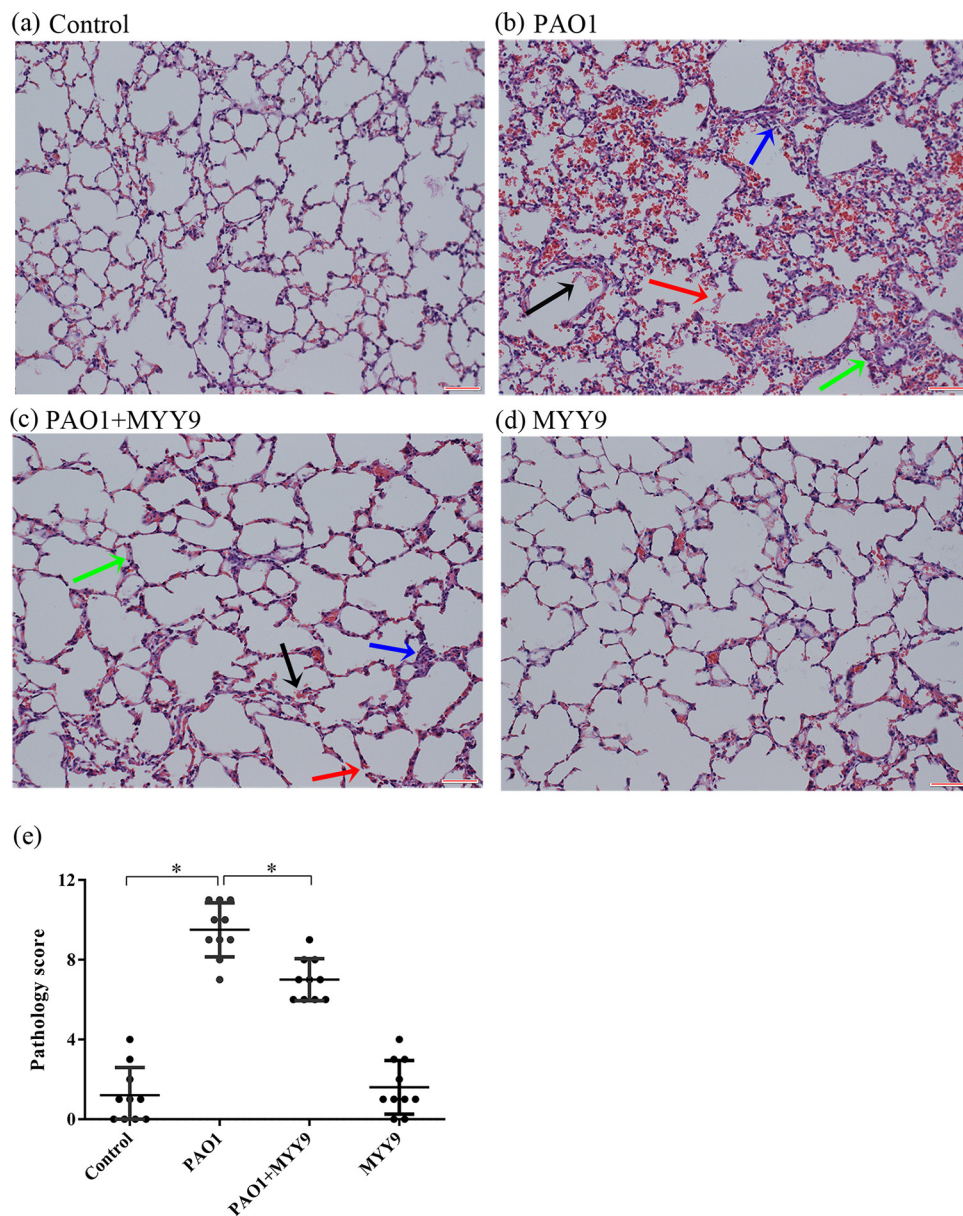 (a) Control
(b) PAO1
(c) PAO1+MYY9
(d) MYY9
(e)
* *
12
8
4
0
Pathology score
Control
PAO1
PAO1+MYY9
MYY9